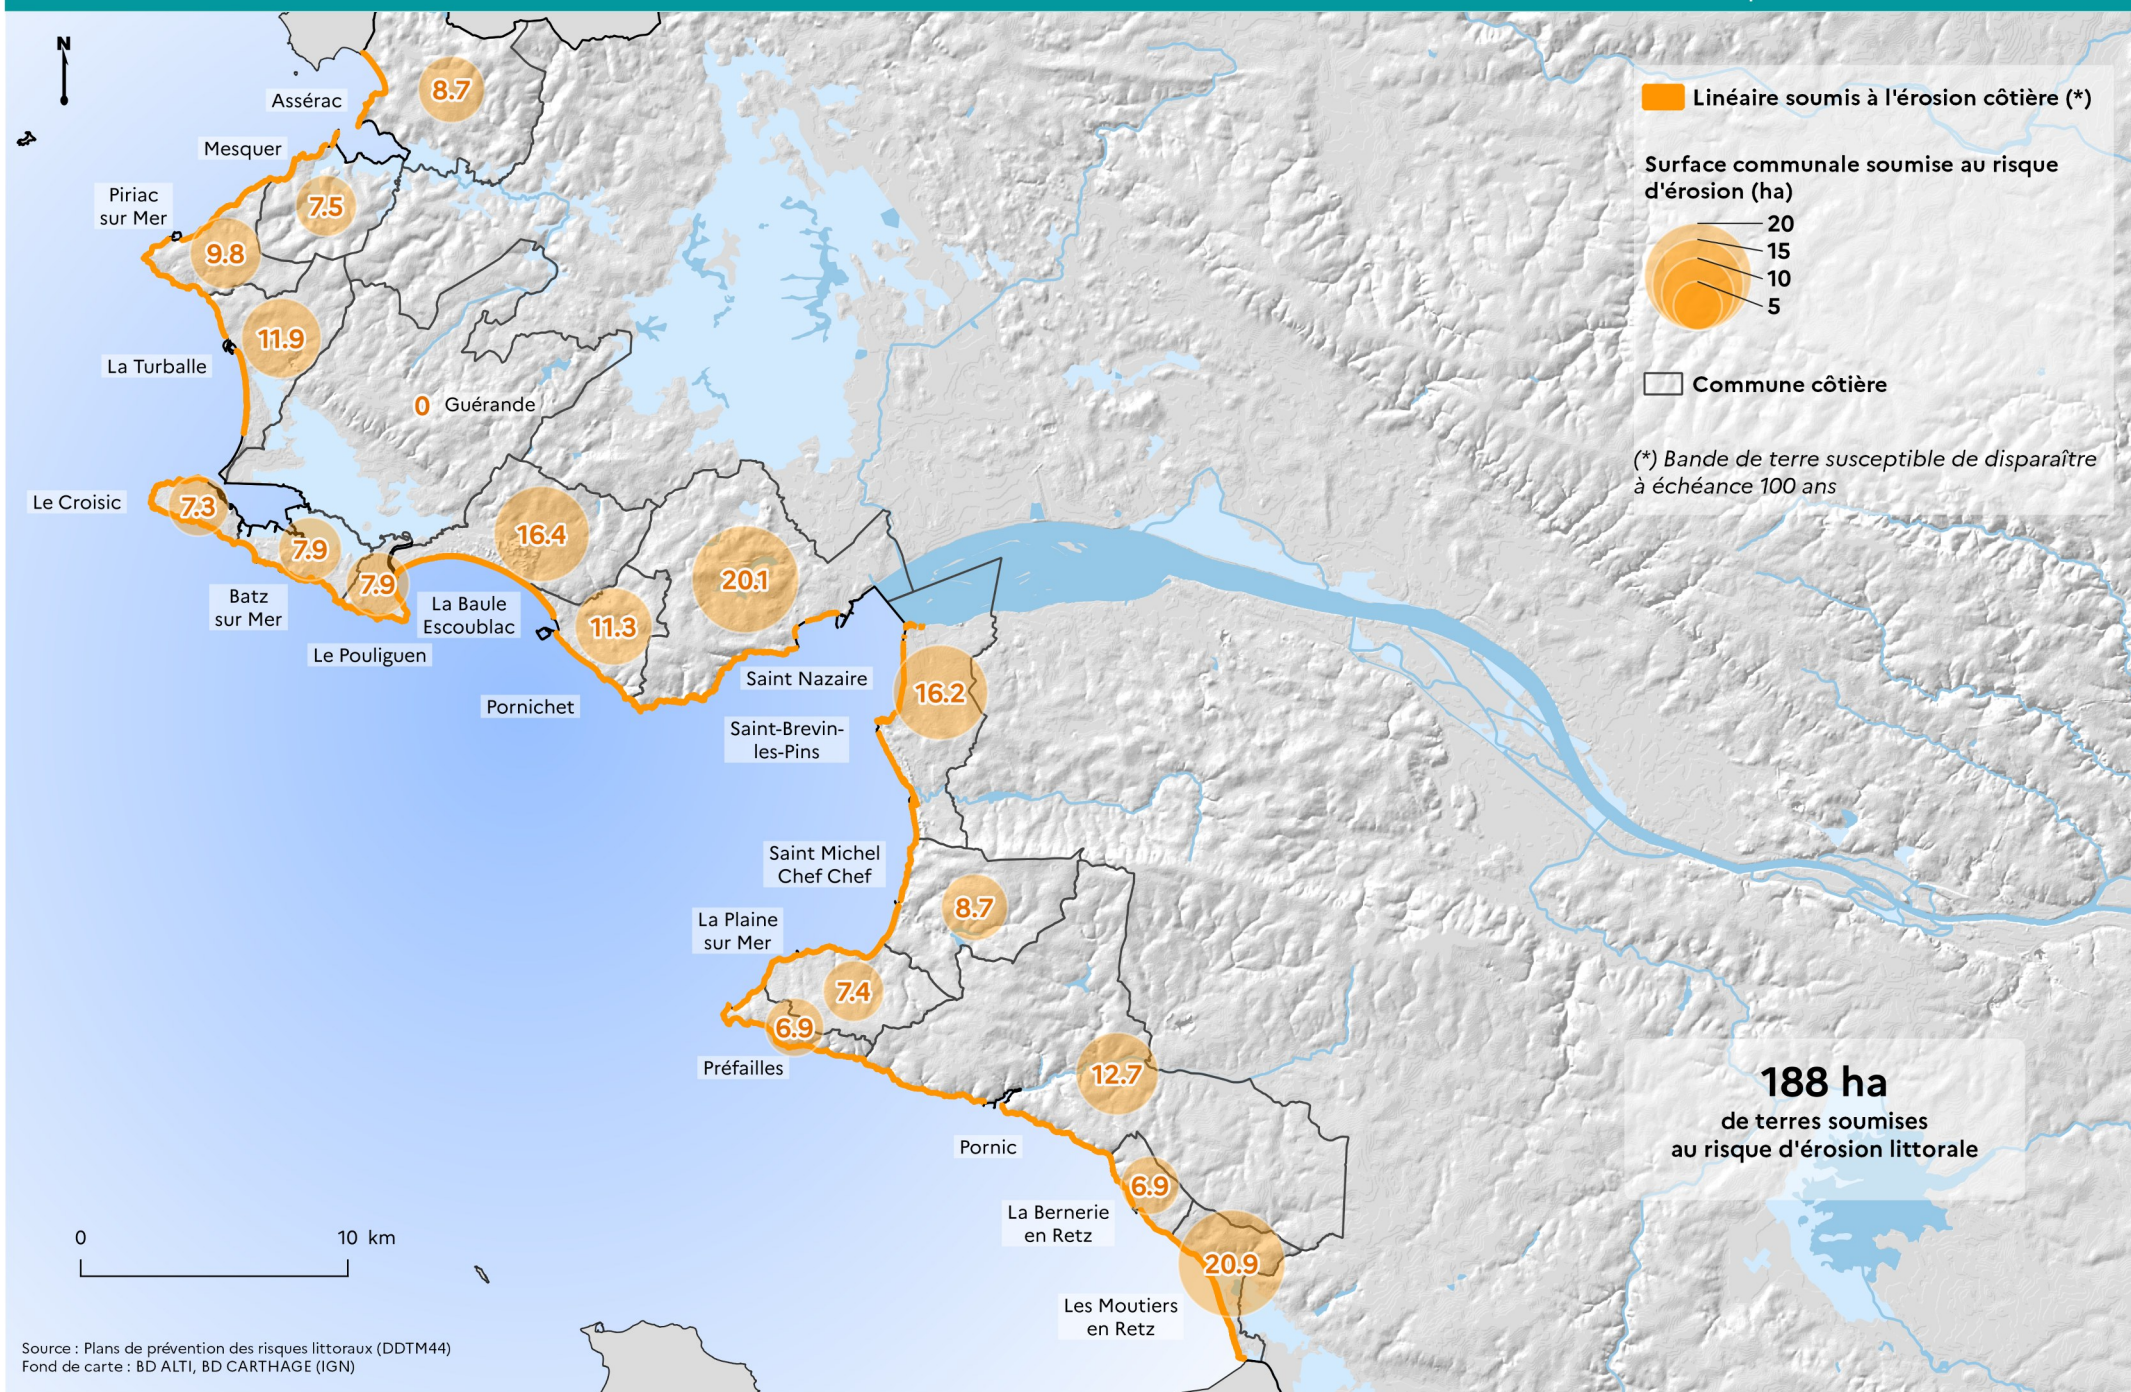 N
8.7
Assérac
Mesquer
7.5
Piriac
sur Mer
9.8
11.9
La Turballe
0 Guérande
Le Croisic
7.3
7.9
Batz
sur Mer
7.9
Le Pouliguen
La Baule
Escoublac
16.4
11.3
Pornichet
20.1
Saint Nazaire
16.2
Saint-Brevin-
les-Pins
Saint Michel
Chef Chef
8.7
La Plaine
sur Mer
7.4
6.9
Préfailles
12.7
Pornic
6.9
La Bernerie
en Retz
20.9
Les Moutiers
en Retz
Linéaire soumis à l'érosion côtière (*)
Surface communale soumise au risque
d'érosion (ha)
20
15
10
5
Commune côtière
(*) Bande de terre susceptible de disparaître
à échéance 100 ans
188 ha
de terres soumises
au risque d'érosion littorale
0 10 km
Source : Plans de prévention des risques littoraux (DDTM44)
Fond de carte : BD ALTI, BD CARTHAGE (IGN)